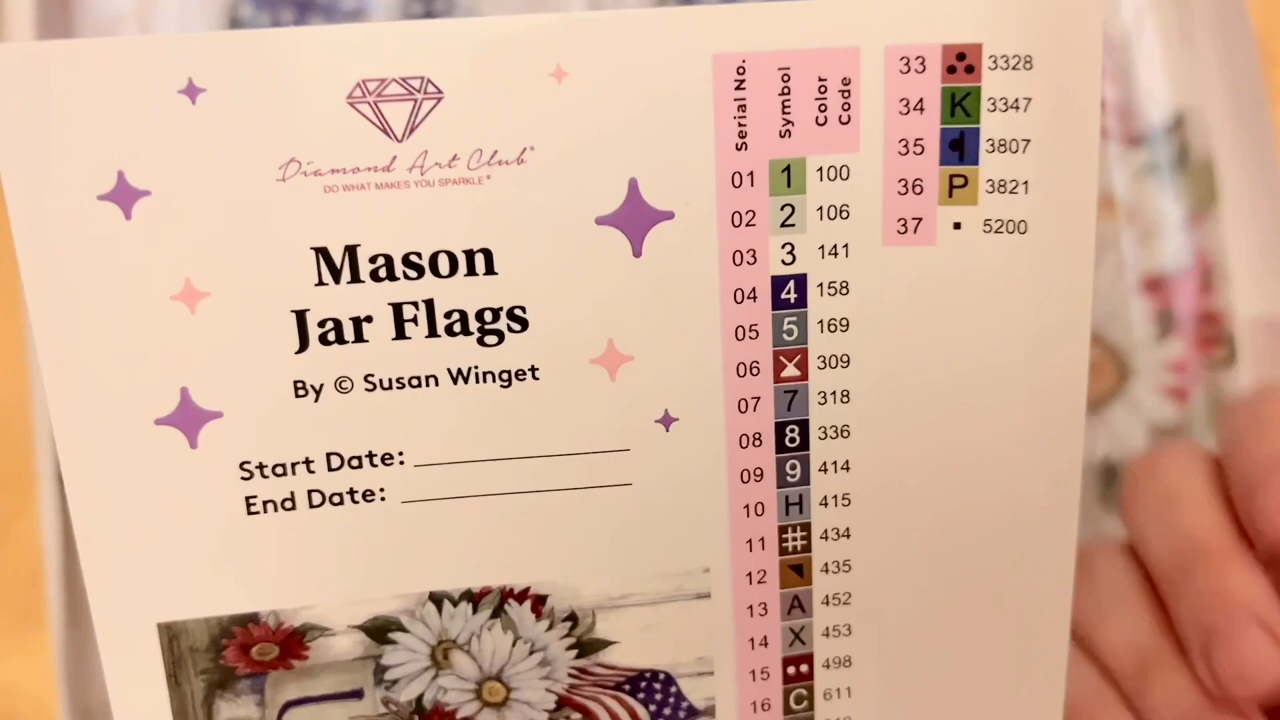 Diamond Art Club®
DO WHAT MAKES YOU SPARKLE®
Mason
Jar Flags
By © Susan Winget
Start Date:
End Date:
Serial No. Symbol Color Code
01 1 100
02 2 106
03 3 141
04 4 158
05 5 169
06 309
07 7 318
08 8 336
09 9 414
10 H 415
11 # 434
12 435
13 A 452
14 X 453
15 498
16 C 611
33 3328
34 K 3347
35 3807
36 P 3821
37 5200